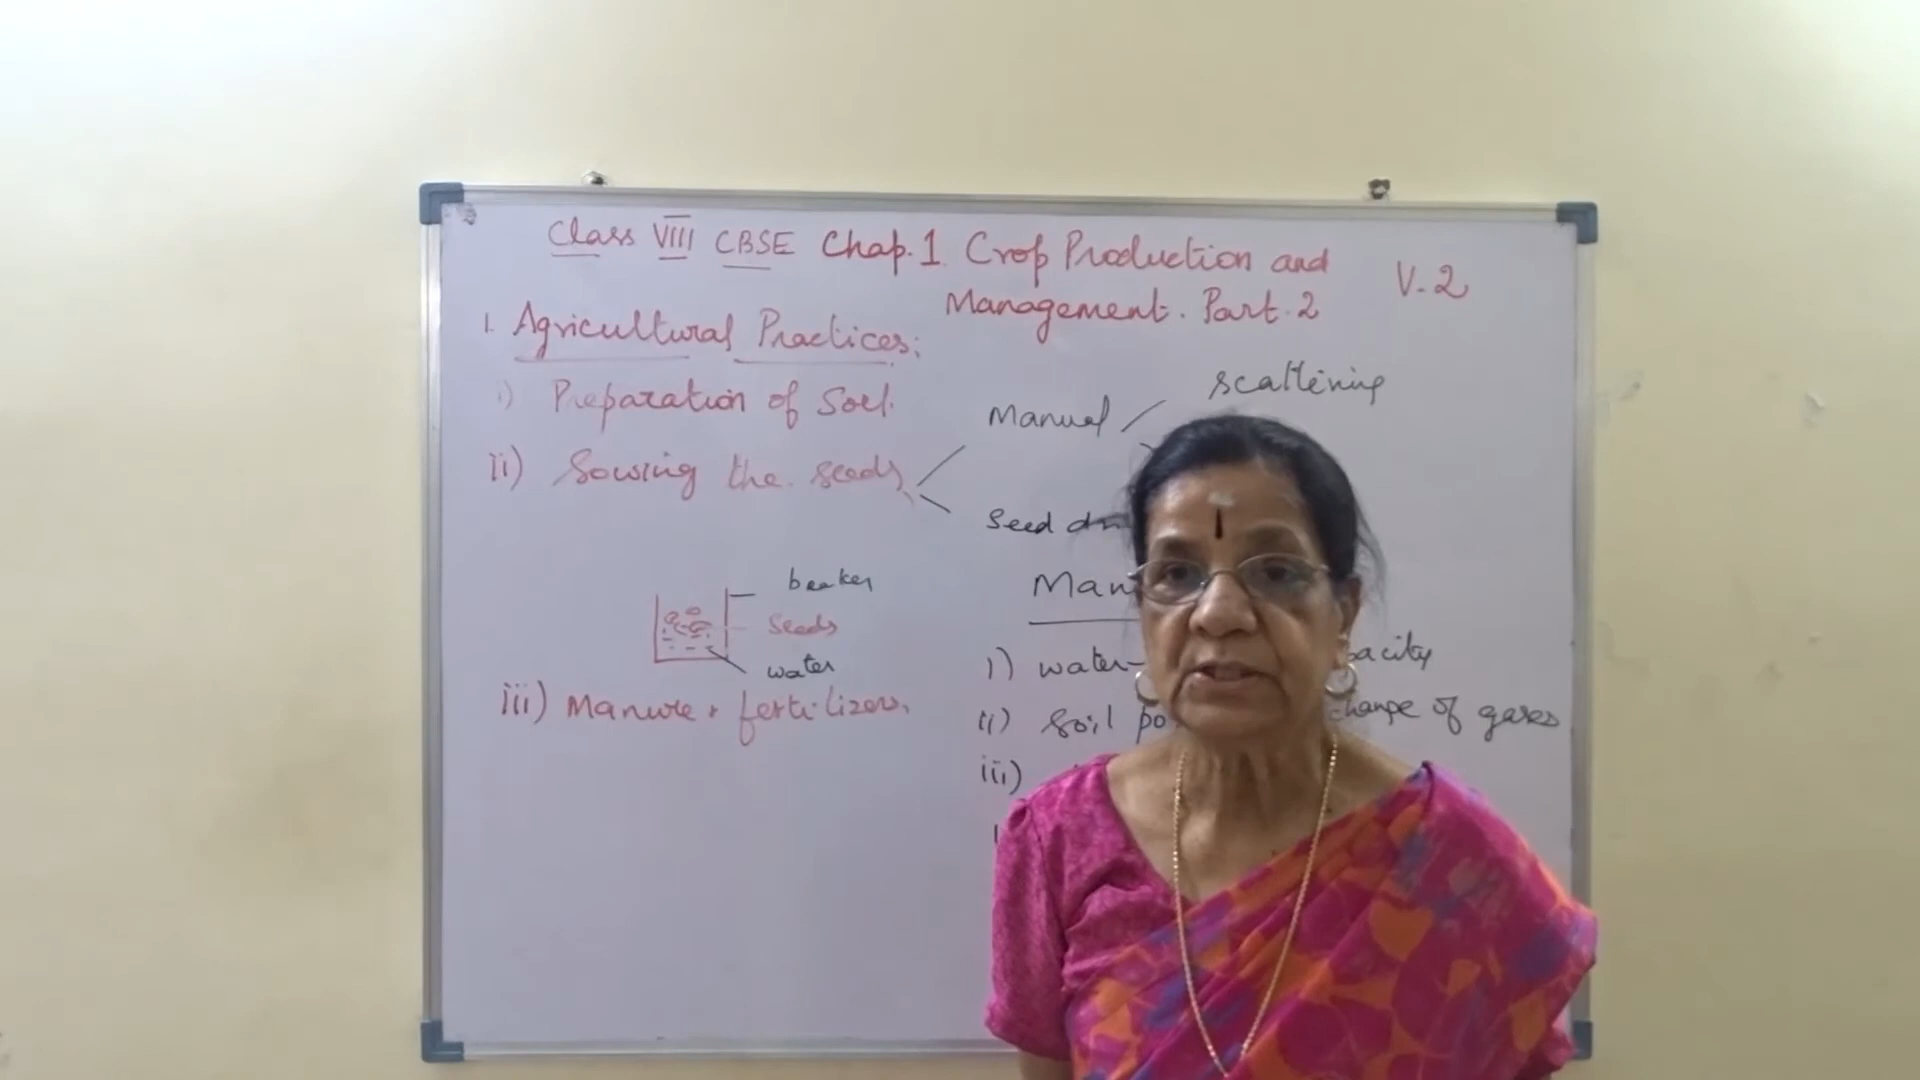 Class VIII CBSE Chap. 1 Crop Production and
Management. Part. 2
V. 2
1. Agricultural Practices:
i) Preparation of Soil.
ii) Sowing the seeds
Manual
scattering
Seed
beaker
Seeds
water
iii) Manure & fertilizers.
i) water-
ii) Soil
change of gases
iii)